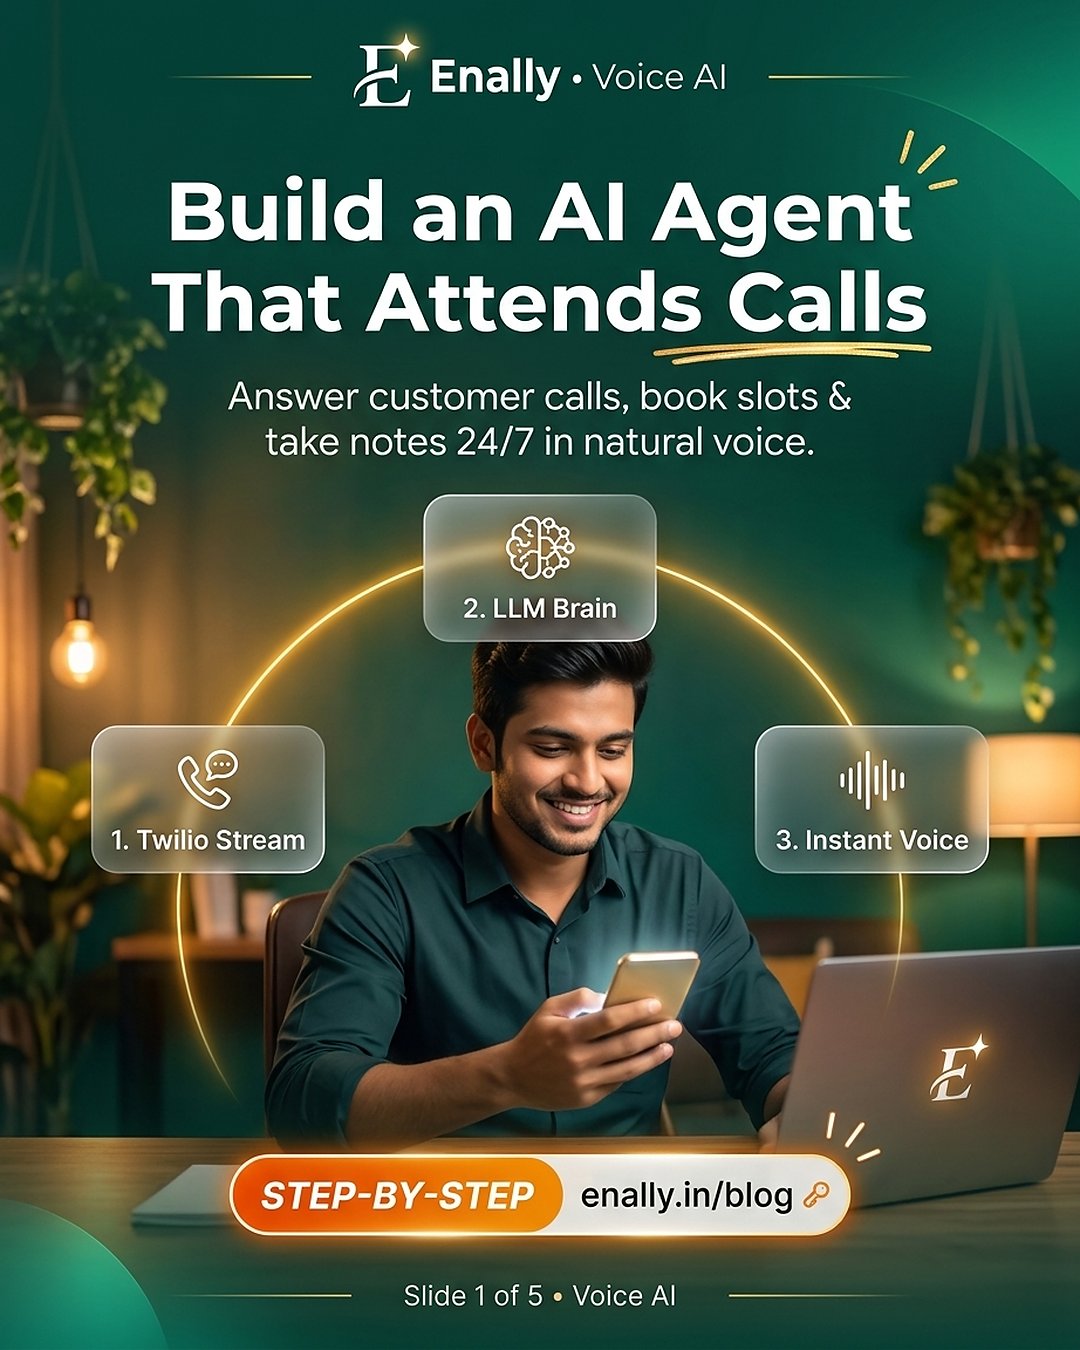 E Enally • Voice AI
Build an AI Agent
That Attends Calls
Answer customer calls, book slots &
take notes 24/7 in natural voice.
2. LLM Brain
1. Twilio Stream
3. Instant Voice
E
STEP-BY-STEP enally.in/blog
Slide 1 of 5 • Voice AI